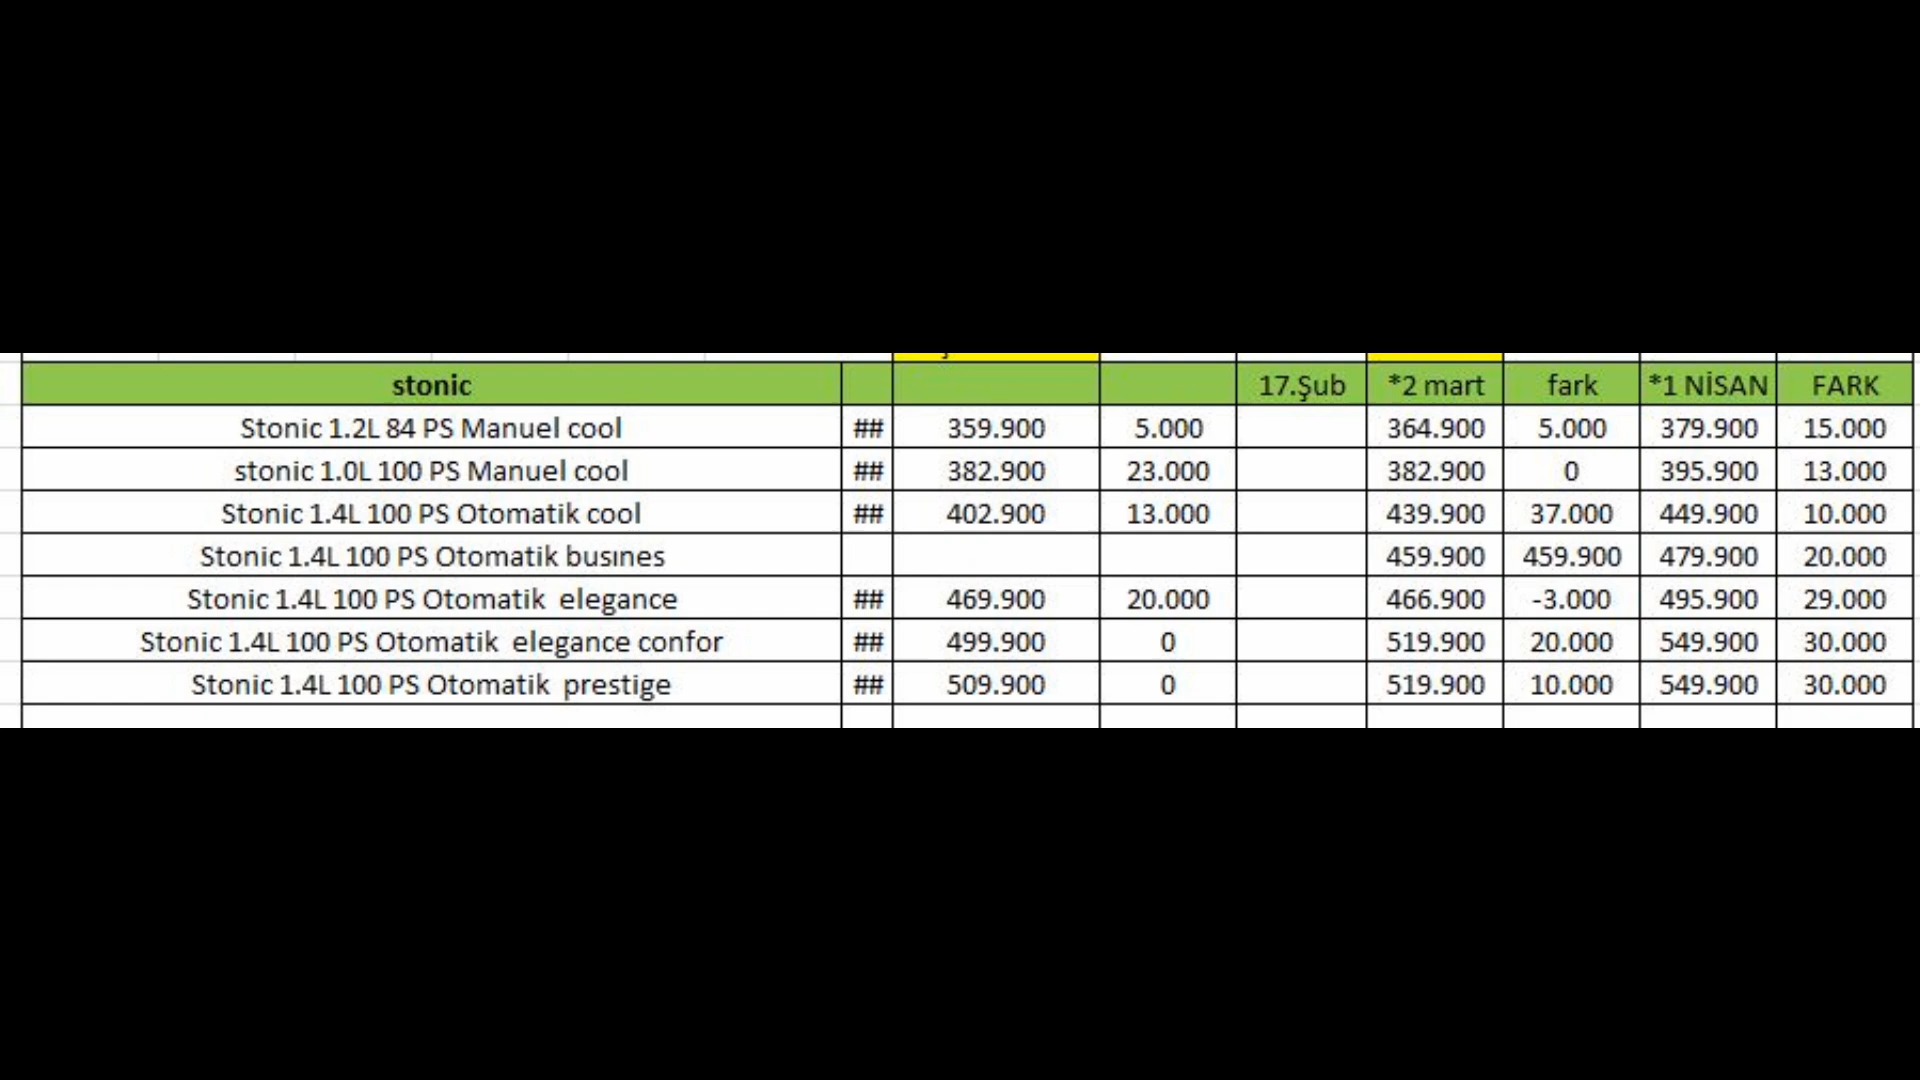 stonic 17.Şub *2 mart fark *1 NİSAN FARK
Stonic 1.2L 84 PS Manuel cool ## 359.900 5.000 364.900 5.000 379.900 15.000
stonic 1.0L 100 PS Manuel cool ## 382.900 23.000 382.900 0 395.900 13.000
Stonic 1.4L 100 PS Otomatik cool ## 402.900 13.000 439.900 37.000 449.900 10.000
Stonic 1.4L 100 PS Otomatik busınes 459.900 459.900 479.900 20.000
Stonic 1.4L 100 PS Otomatik elegance ## 469.900 20.000 466.900 -3.000 495.900 29.000
Stonic 1.4L 100 PS Otomatik elegance confor ## 499.900 0 519.900 20.000 549.900 30.000
Stonic 1.4L 100 PS Otomatik prestige ## 509.900 0 519.900 10.000 549.900 30.000